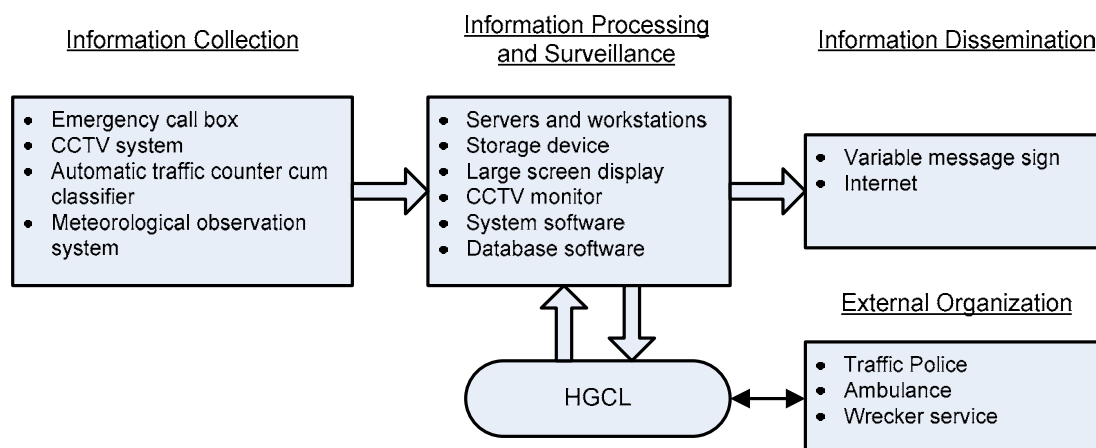 Information Collection
Information Processing
and Surveillance
Information Dissemination
• Emergency call box
• CCTV system
• Automatic traffic counter cum
classifier
• Meteorological observation
system
• Servers and workstations
• Storage device
• Large screen display
• CCTV monitor
• System software
• Database software
• Variable message sign
• Internet
External Organization
HGCL
• Traffic Police
• Ambulance
• Wrecker service